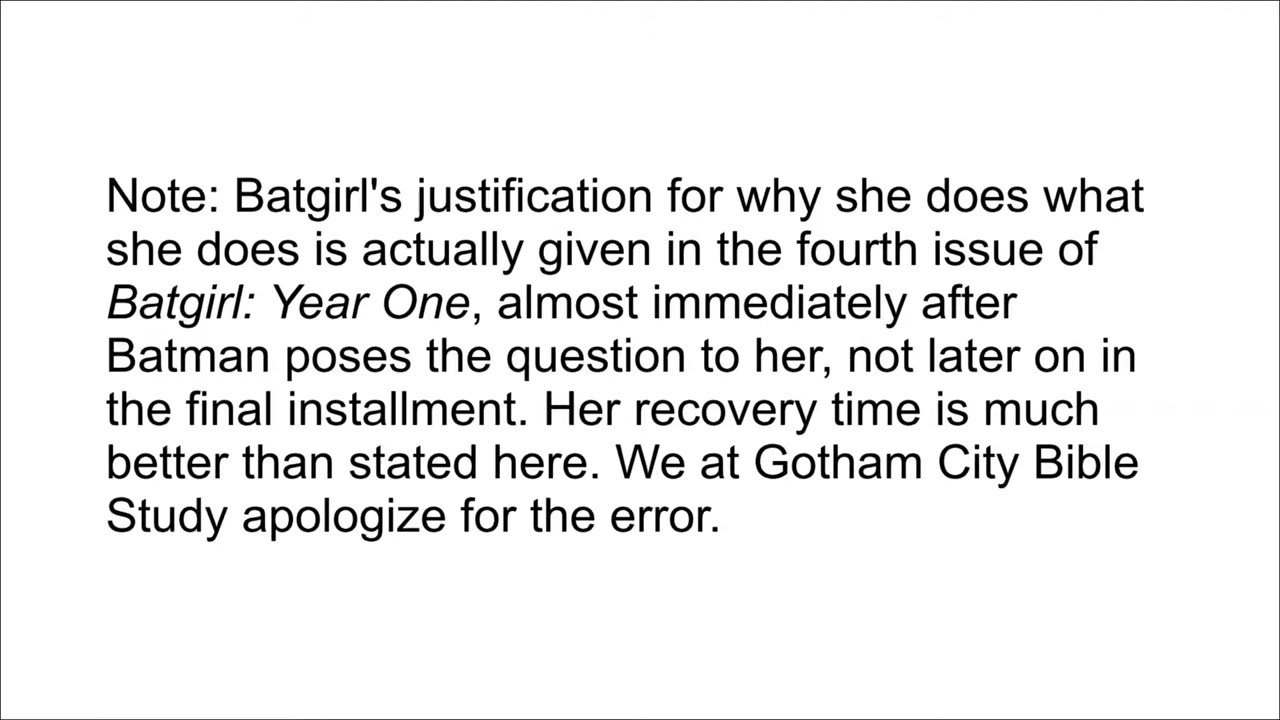 Note: Batgirl's justification for why she does what
she does is actually given in the fourth issue of
Batgirl: Year One, almost immediately after
Batman poses the question to her, not later on in
the final installment. Her recovery time is much
better than stated here. We at Gotham City Bible
Study apologize for the error.